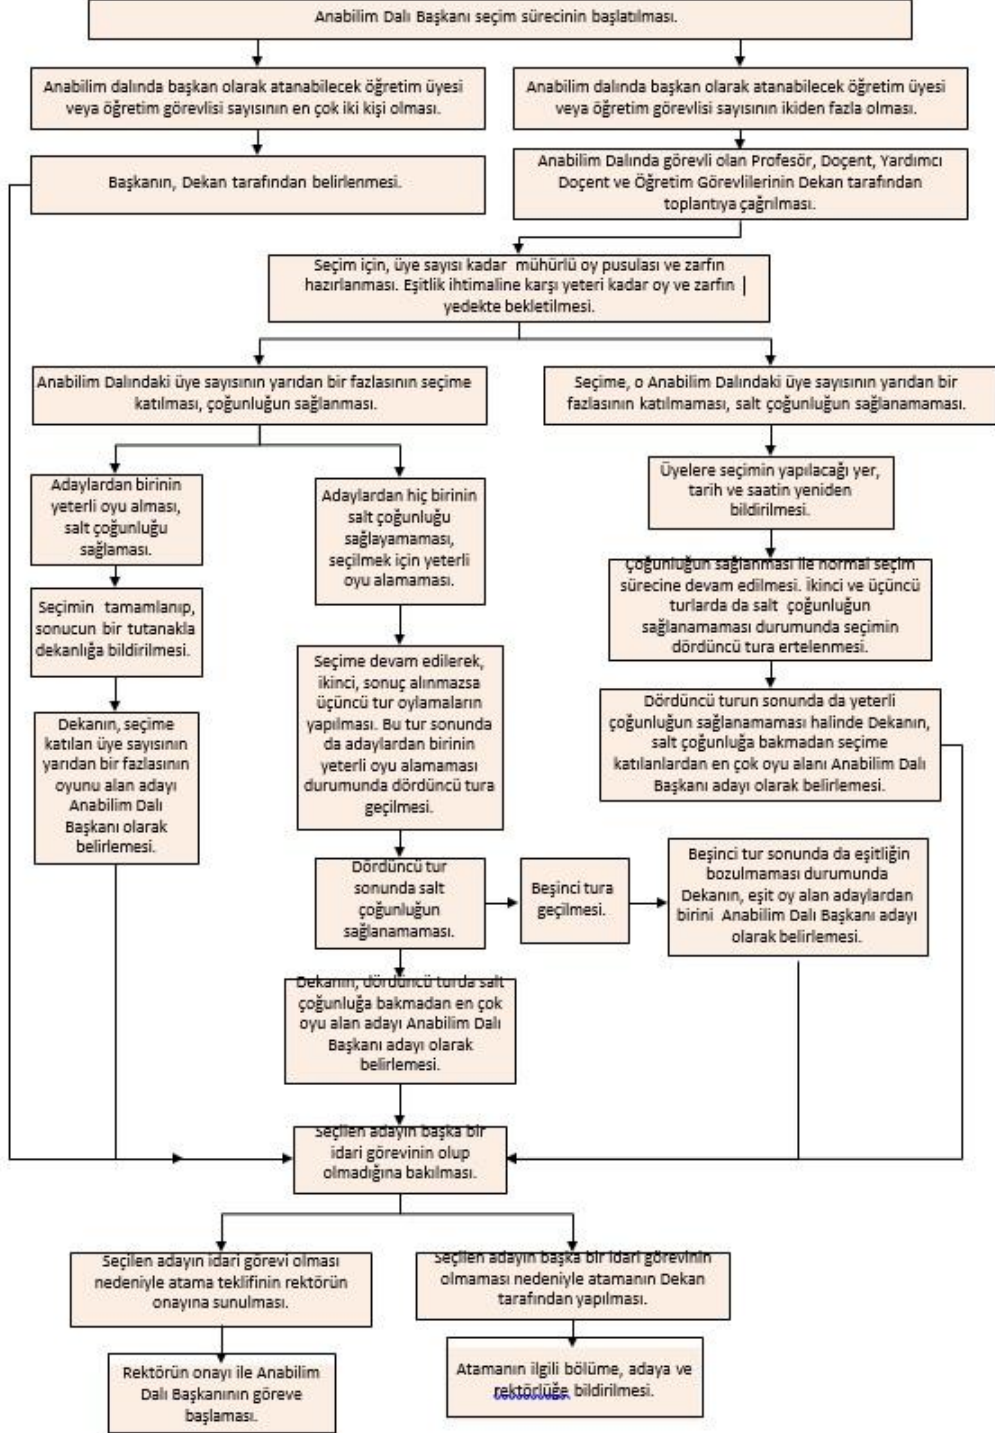 Anabilim Dalı Başkanı seçim sürecinin başlatılması.
Anabilim dalında başkan olarak atanabilecek öğretim üyesi
veya öğretim görevlisi sayısının en çok iki kişi olması.
Anabilim dalında başkan olarak atanabilecek öğretim üyesi
veya öğretim görevlisi sayısının ikiden fazla olması.
Başkanın, Dekan tarafından belirlenmesi.
Anabilim Dalında görevli olan Profesör, Doçent, Yardımcı
Doçent ve Öğretim Görevlilerinin Dekan tarafından
toplantıya çağrılması.
Seçim için, üye sayısı kadar mühürlü oy pusulası ve zarfın
hazırlanması. Eşitlik ihtimaline karşı yeteri kadar oy ve zarfın
yedekte bekletilmesi.
Anabilim Dalındaki üye sayısının yarıdan bir fazlasının seçime
katılması, çoğunluğun sağlanması.
Seçime, o Anabilim Dalındaki üye sayısının yarıdan bir
fazlasının katılmaması, salt çoğunluğun sağlanamaması.
Adaylardan birinin
yeterli oyu alması,
salt çoğunluğu
sağlaması.
Adaylardan hiç birinin
salt çoğunluğu
sağlayamaması,
seçilmek için yeterli
oyu alamaması.
Üyelere seçimin yapılacağı yer,
tarih ve saatin yeniden
bildirilmesi.
Seçimin tamamlanıp,
sonucun bir tutanakla
dekanlığa bildirilmesi.
Çoğunluğun sağlanması ile normal seçim
sürecine devam edilmesi. İkinci ve üçüncü
turlarda da salt çoğunluğun
sağlanamaması durumunda seçimin
dördüncü tura ertelenmesi.
Seçime devam edilerek,
ikinci, sonuç alınmazsa
üçüncü tur oylamaların
yapılması. Bu tur sonunda
da adaylardan birinin
yeterli oyu alamaması
durumunda dördüncü tura
geçilmesi.
Dekanın, seçime
katılan üye sayısının
yarıdan bir fazlasının
oyunu alan adayı
Anabilim Dalı
Başkanı olarak
belirlemesi.
Dördüncü turun sonunda da yeterli
çoğunluğun sağlanamaması halinde Dekanın,
salt çoğunluğa bakmadan seçime
katılanlardan en çok oyu alanı Anabilim Dalı
Başkanı adayı olarak belirlemesi.
Dördüncü tur
sonunda salt
çoğunluğun
sağlanamaması.
Beşinci tura
geçilmesi.
Beşinci tur sonunda da eşitliğin
bozulmaması durumunda
Dekanın, eşit oy alan adaylardan
birini Anabilim Dalı Başkanı adayı
olarak belirlemesi.
Dekanın, dördüncü turda salt
çoğunluğa bakmadan en çok
oyu alan adayı Anabilim Dalı
Başkanı adayı olarak
belirlemesi.
Seçilen adayın başka bir
idari görevinin olup
olmadığına bakılması.
Seçilen adayın idari görevi olması
nedeniyle atama teklifinin rektörün
onayına sunulması.
Seçilen adayın başka bir idari görevinin
olmaması nedeniyle atamanın Dekan
tarafından yapılması.
Rektörün onayı ile Anabilim
Dalı Başkanının göreve
başlaması.
Atamanın ilgili bölüme, adaya ve
rektörlüğe bildirilmesi.